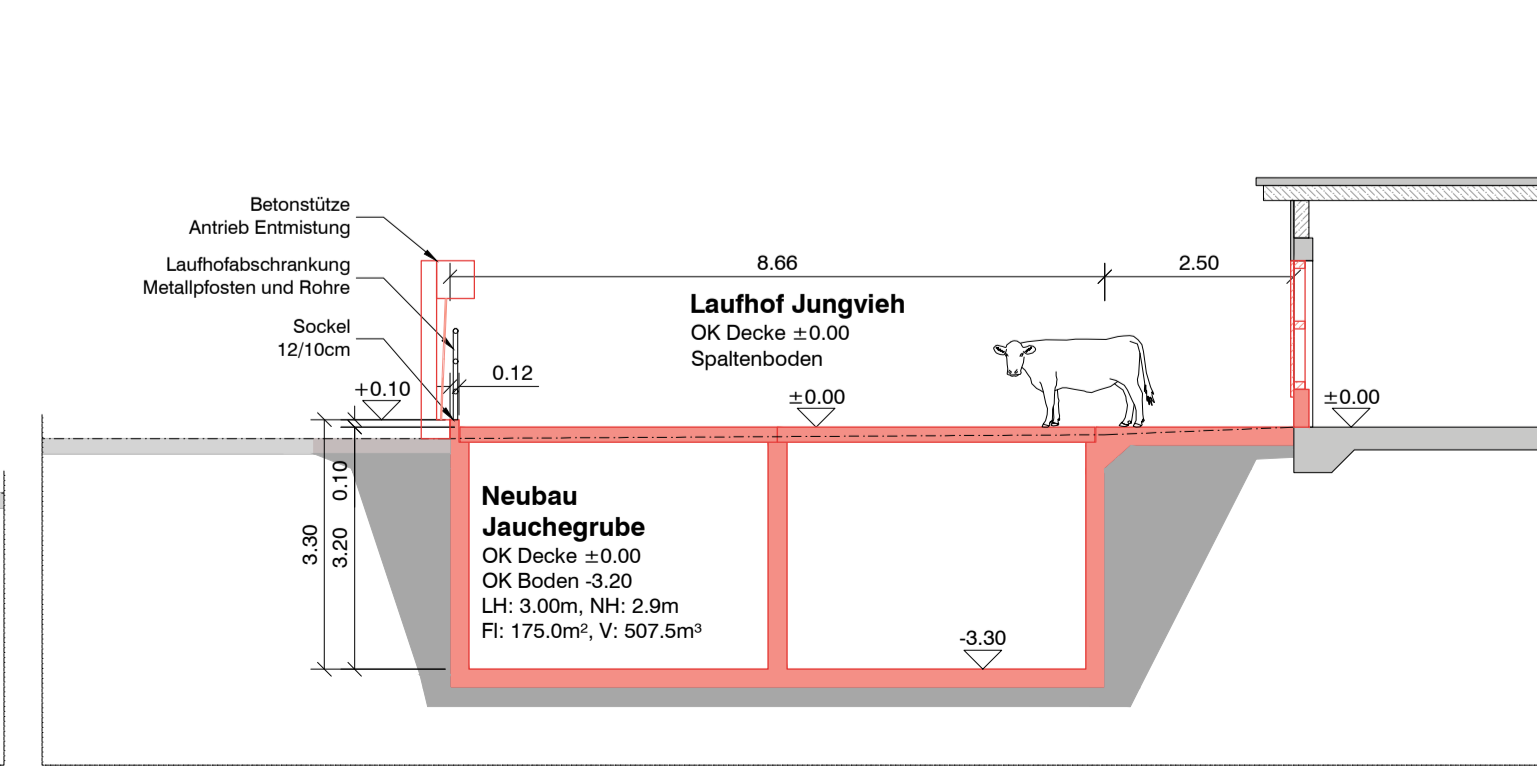 Betonstütze
Antrieb Entmistung
Laufhofabschrankung
Metallpfosten und Rohre
Sockel
12/10cm
8.66
2.50
Laufhof Jungvieh
OK Decke ±0.00
Spaltenboden
0.12
+0.10
±0.00
±0.00
0.10
3.30
3.20
Neubau
Jauchegrube
OK Decke ±0.00
OK Boden -3.20
LH: 3.00m, NH: 2.9m
Fl: 175.0m², V: 507.5m³
-3.30